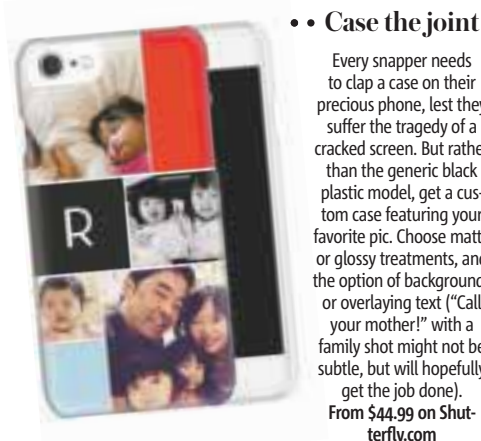 •• Case the joint
Every snapper needs
to clap a case on their
precious phone, lest they
suffer the tragedy of a
cracked screen. But rathe
than the generic black
plastic model, get a cus-
tom case featuring your
favorite pic. Choose matt
or glossy treatments, and
the option of background
or overlaying text (“Call
your mother!” with a
family shot might not be
subtle, but will hopefully
get the job done).
From $44.99 on Shut-
terfly.com
R